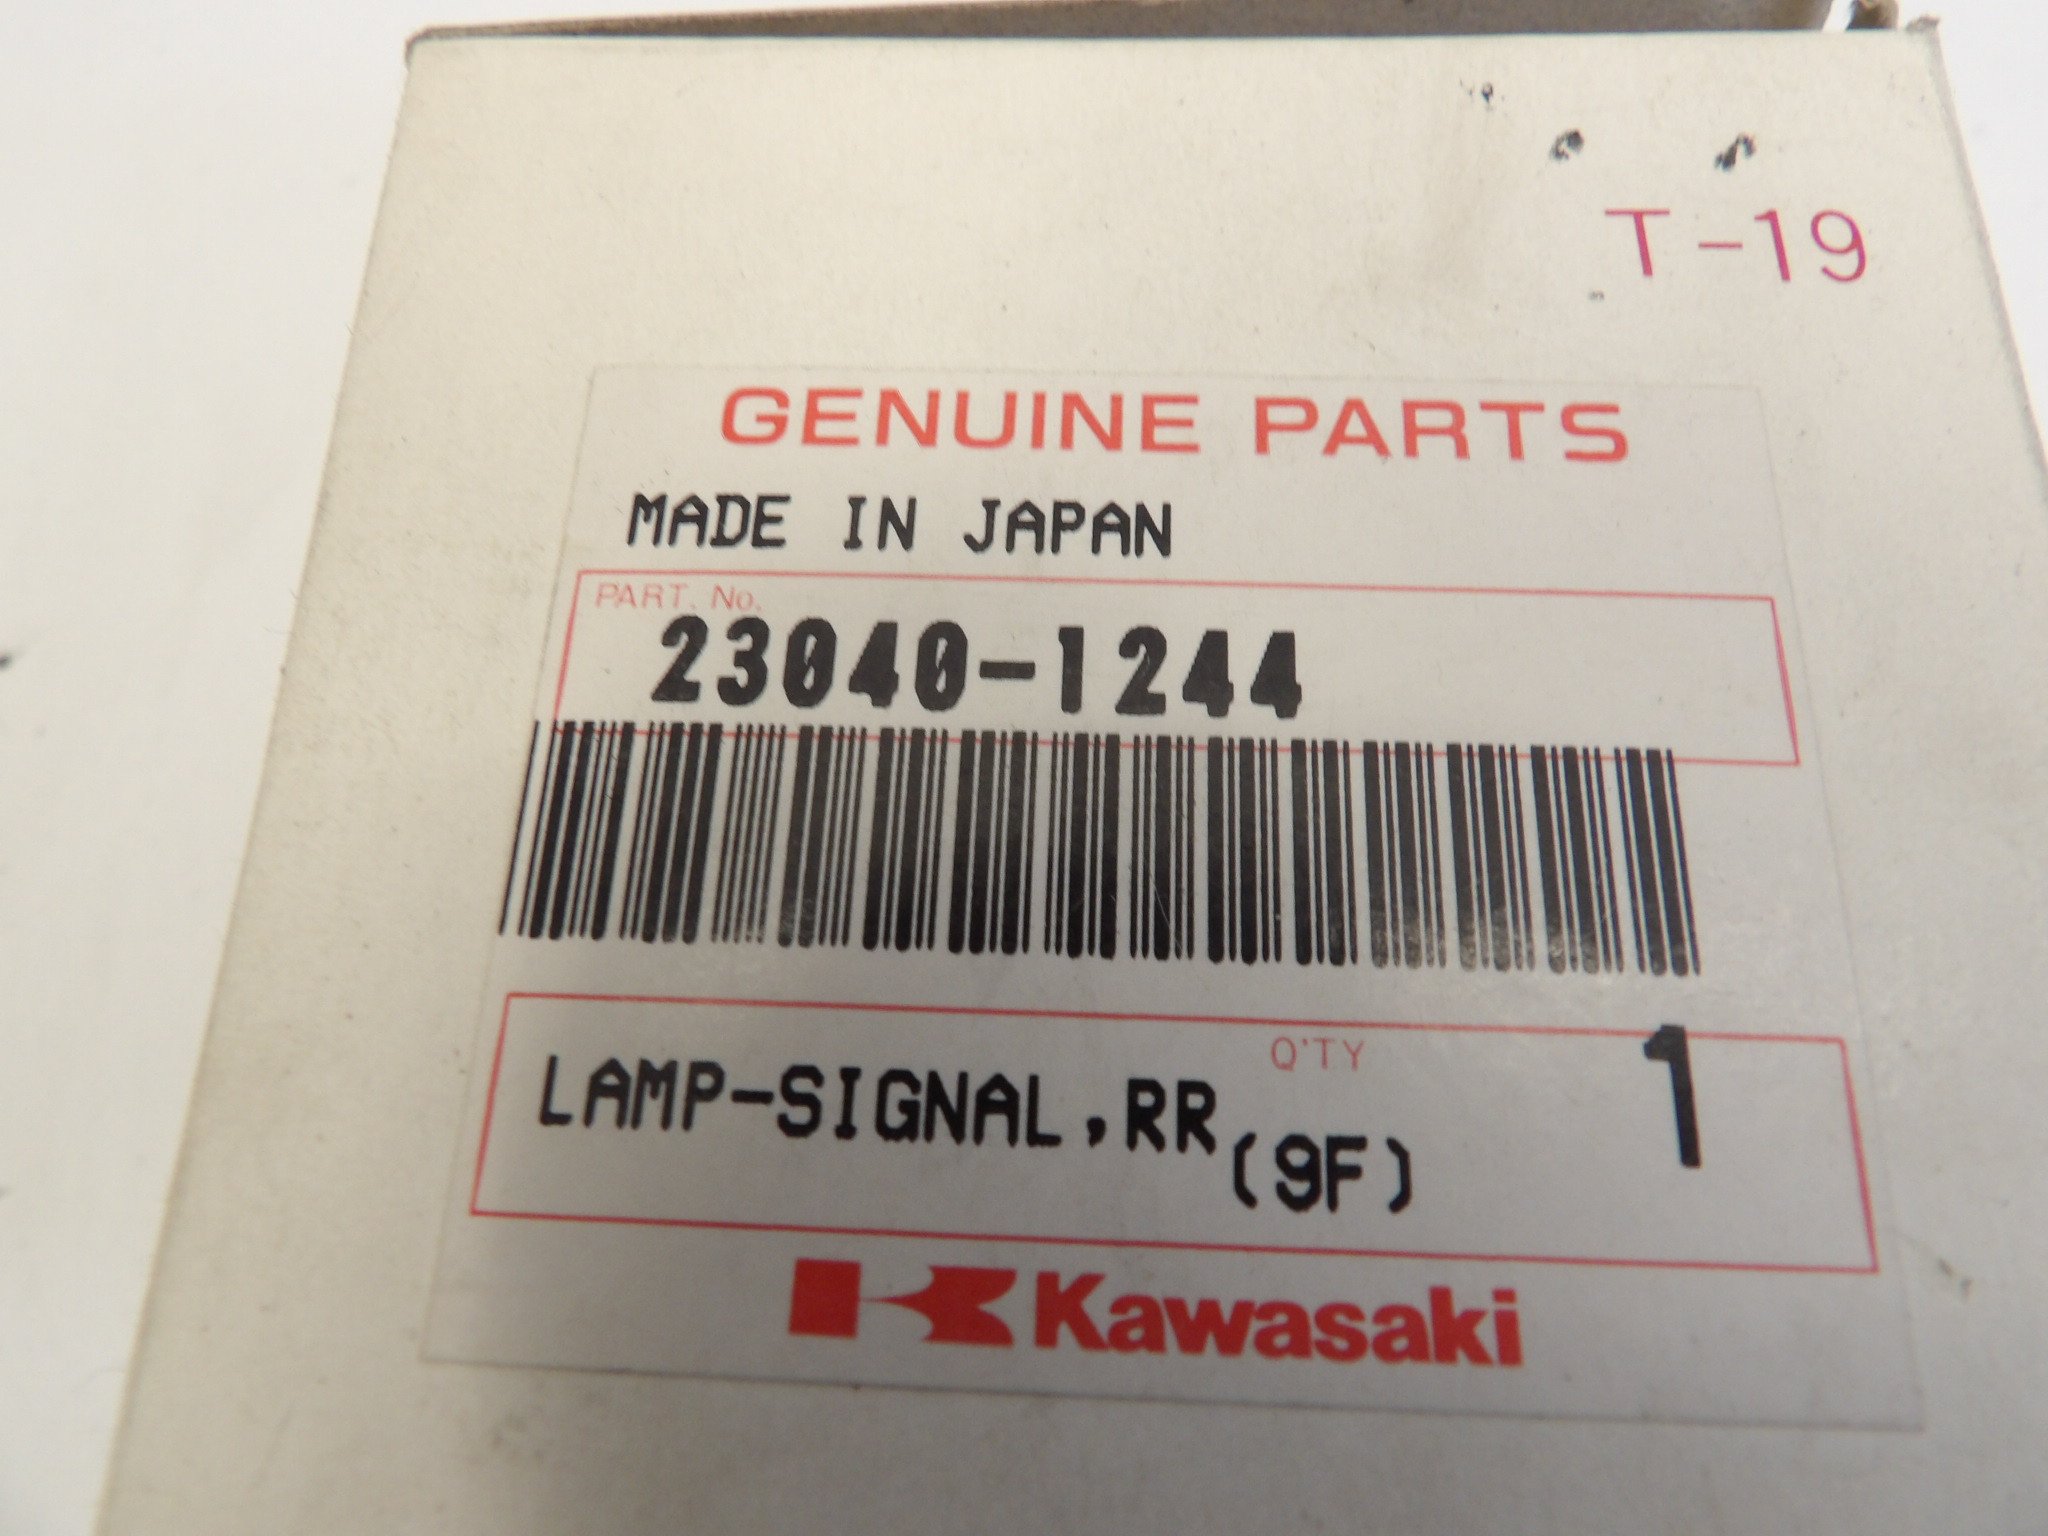 T-19
GENUINE PARTS
MADE IN JAPAN
PART. No.
23040-1244
Q'TY 1
LAMP-SIGNAL,RR
(9F)
Kawasaki